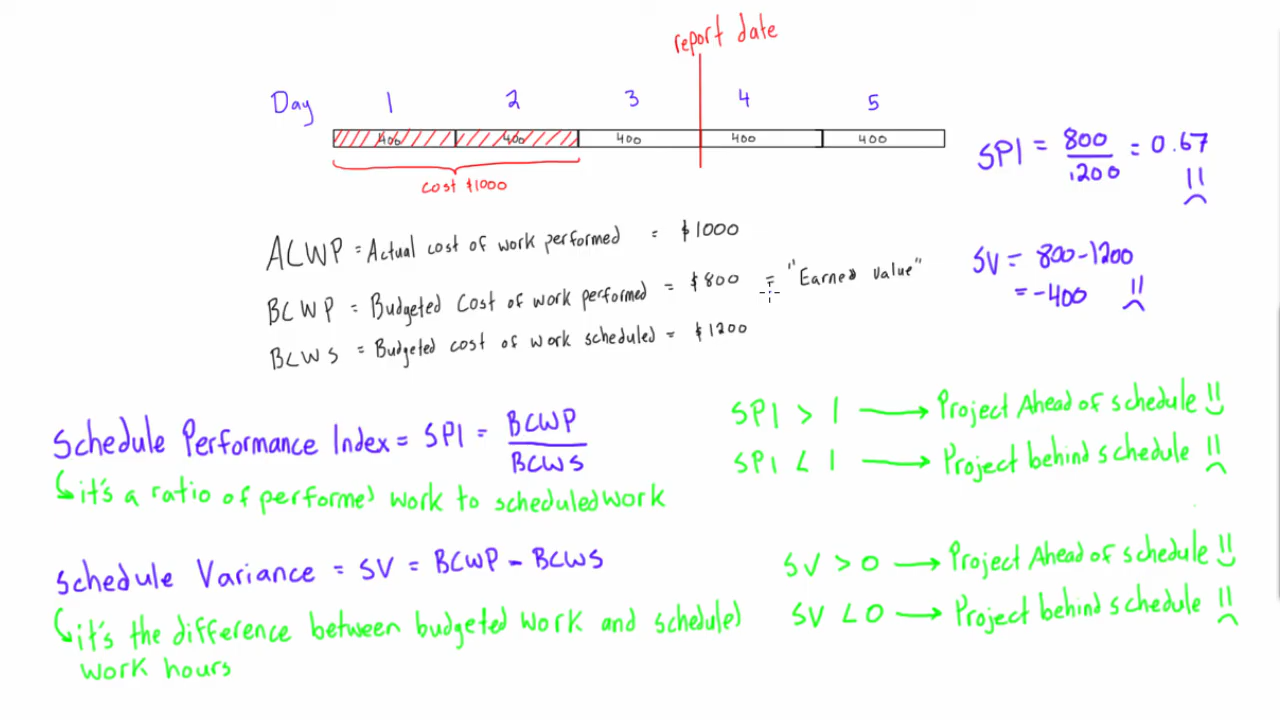 report date
Day 1 2 3 4 5
400 400 400 400 400
cost $1000
SPI = 800 / 1200 = 0.67
ACWP = Actual cost of work performed = $1000
SV = 800 - 1200
= -400
BCWP = Budgeted Cost of work performed = $800 = "Earned value"
BCWS = Budgeted cost of work scheduled = $1200
Schedule Performance Index = SPI = BCWP / BCWS
it's a ratio of performed work to scheduled work
SPI > 1 → Project Ahead of schedule
SPI < 1 → Project behind schedule
Schedule Variance = SV = BCWP - BCWS
it's the difference between budgeted work and scheduled
work hours
SV > 0 → Project Ahead of schedule
SV < 0 → Project behind schedule